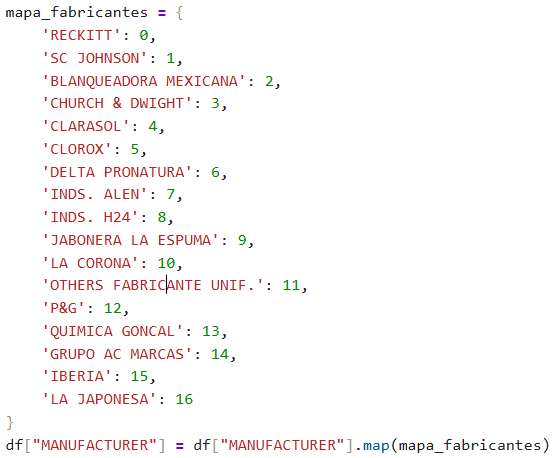 mapa_fabricantes = {
    'RECKITT': 0,
    'SC JOHNSON': 1,
    'BLANQUEADORA MEXICANA': 2,
    'CHURCH & DWIGHT': 3,
    'CLARASOL': 4,
    'CLOROX': 5,
    'DELTA PRONATURA': 6,
    'INDS. ALEN': 7,
    'INDS. H24': 8,
    'JABONERA LA ESPUMA': 9,
    'LA CORONA': 10,
    'OTHERS FABRICANTE UNIF.': 11,
    'P&G': 12,
    'QUIMICA GONCAL': 13,
    'GRUPO AC MARCAS': 14,
    'IBERIA': 15,
    'LA JAPONESA': 16
}
df["MANUFACTURER"] = df["MANUFACTURER"].map(mapa_fabricantes)